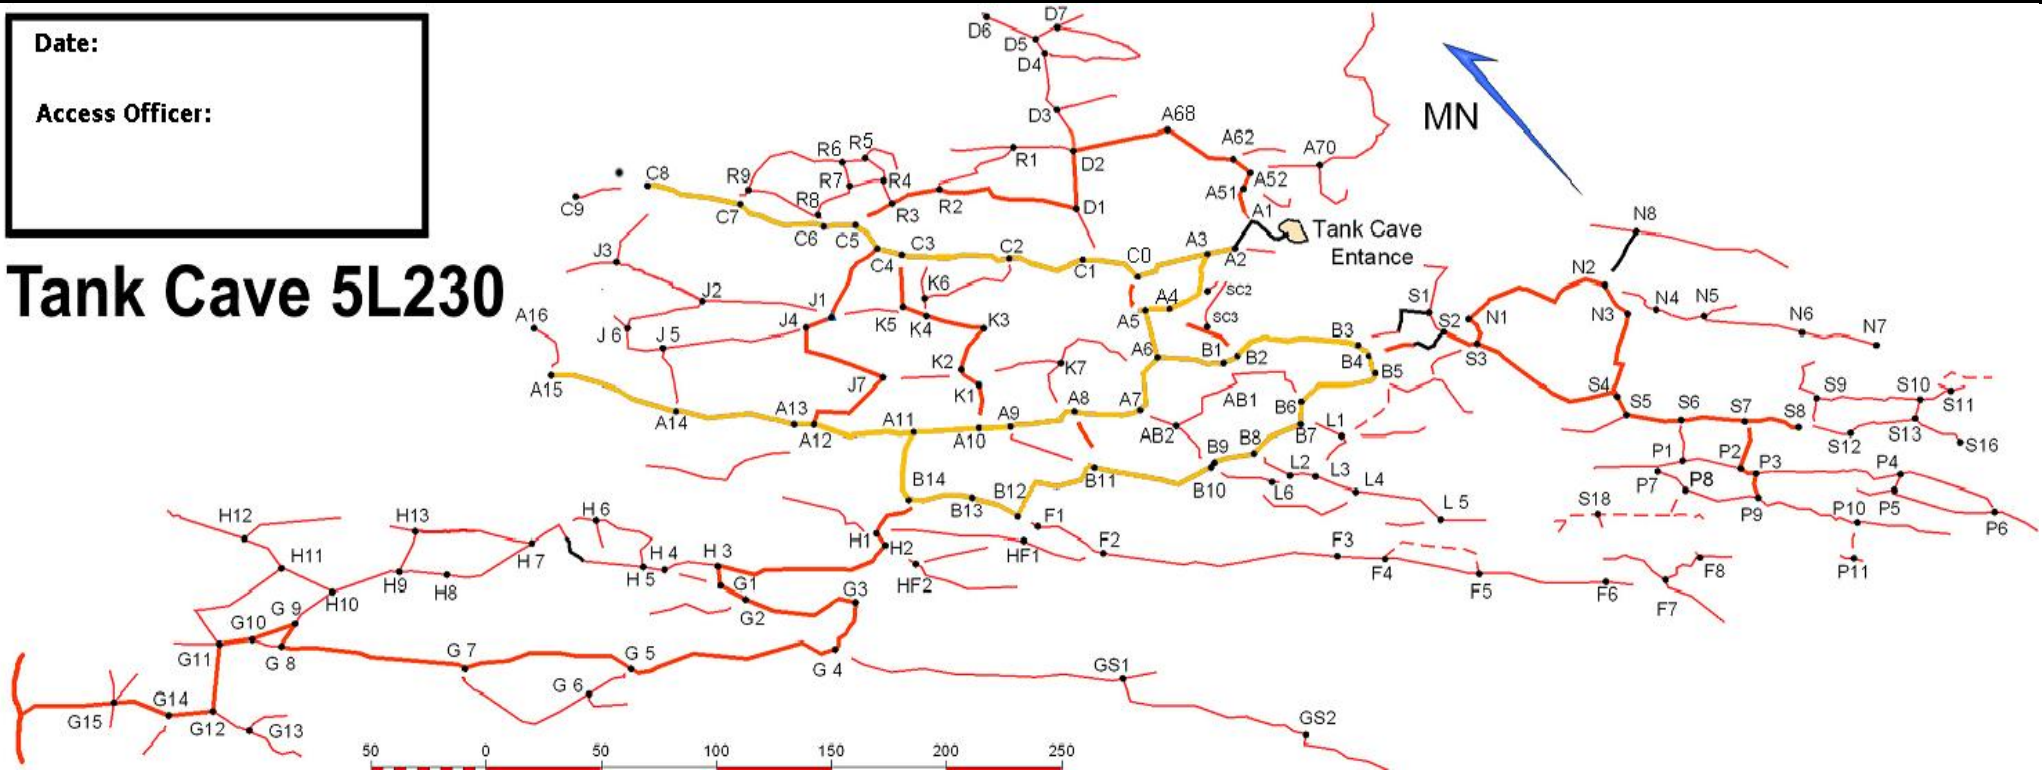 Date:
Access Officer:
Tank Cave 5L230
D7
D6
D5
D4
D3
A68
MN
A62
A70
R5
R6
R1
D2
C8
R9
R7
R4
A52
A51
C9
R8
R3
R2
D1
A1
C7
N8
Tank Cave
Entrance
C6
C5
C3
C2
A3
A2
C4
C1
C0
J3
N2
K6
SC2
J2
J1
A4
S1
N4
N5
A16
K5
K4
A5
SC3
S2
N1
N3
N6
N7
J 6
J 5
J4
K3
B3
A6
B1
B2
B4
S3
K2
K7
B5
A15
J7
K1
S4
S9
S10
S11
AB1
A8
A7
B6
S5
S6
S7
S8
A14
A13
A12
A11
A10
A9
AB2
B7
L1
S12
S13
S16
B9
B8
P1
P2
P3
P4
B14
B11
B10
L2
L3
L4
L6
P7
P8
P5
B13
B12
L 5
S18
P9
P10
P6
H12
H13
H 6
F1
H1
H2
HF1
F2
F3
H11
H 7
H 4
H 3
H 5
F4
F5
F6
F8
P11
H9
H8
G1
HF2
F7
H10
G3
G2
G 9
G10
G11
G 8
G 7
G 5
G 4
GS1
G 6
G14
G15
G12
G13
GS2
50 0 50 100 150 200 250